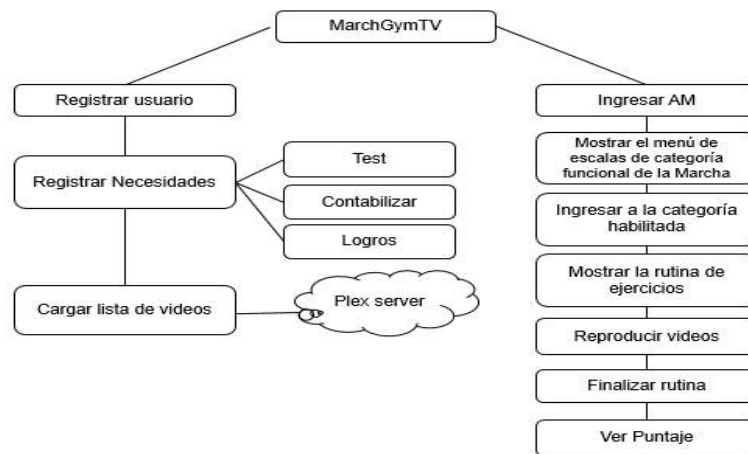 MarchGymTV
Registrar usuario
Registrar Necesidades
Test
Contabilizar
Logros
Cargar lista de videos
Plex server
Ingresar AM
Mostrar el menú de
escalas de categoría
funcional de la Marcha
Ingresar a la categoría
habilitada
Mostrar la rutina de
ejercicios
Reproducir videos
Finalizar rutina
Ver Puntaje